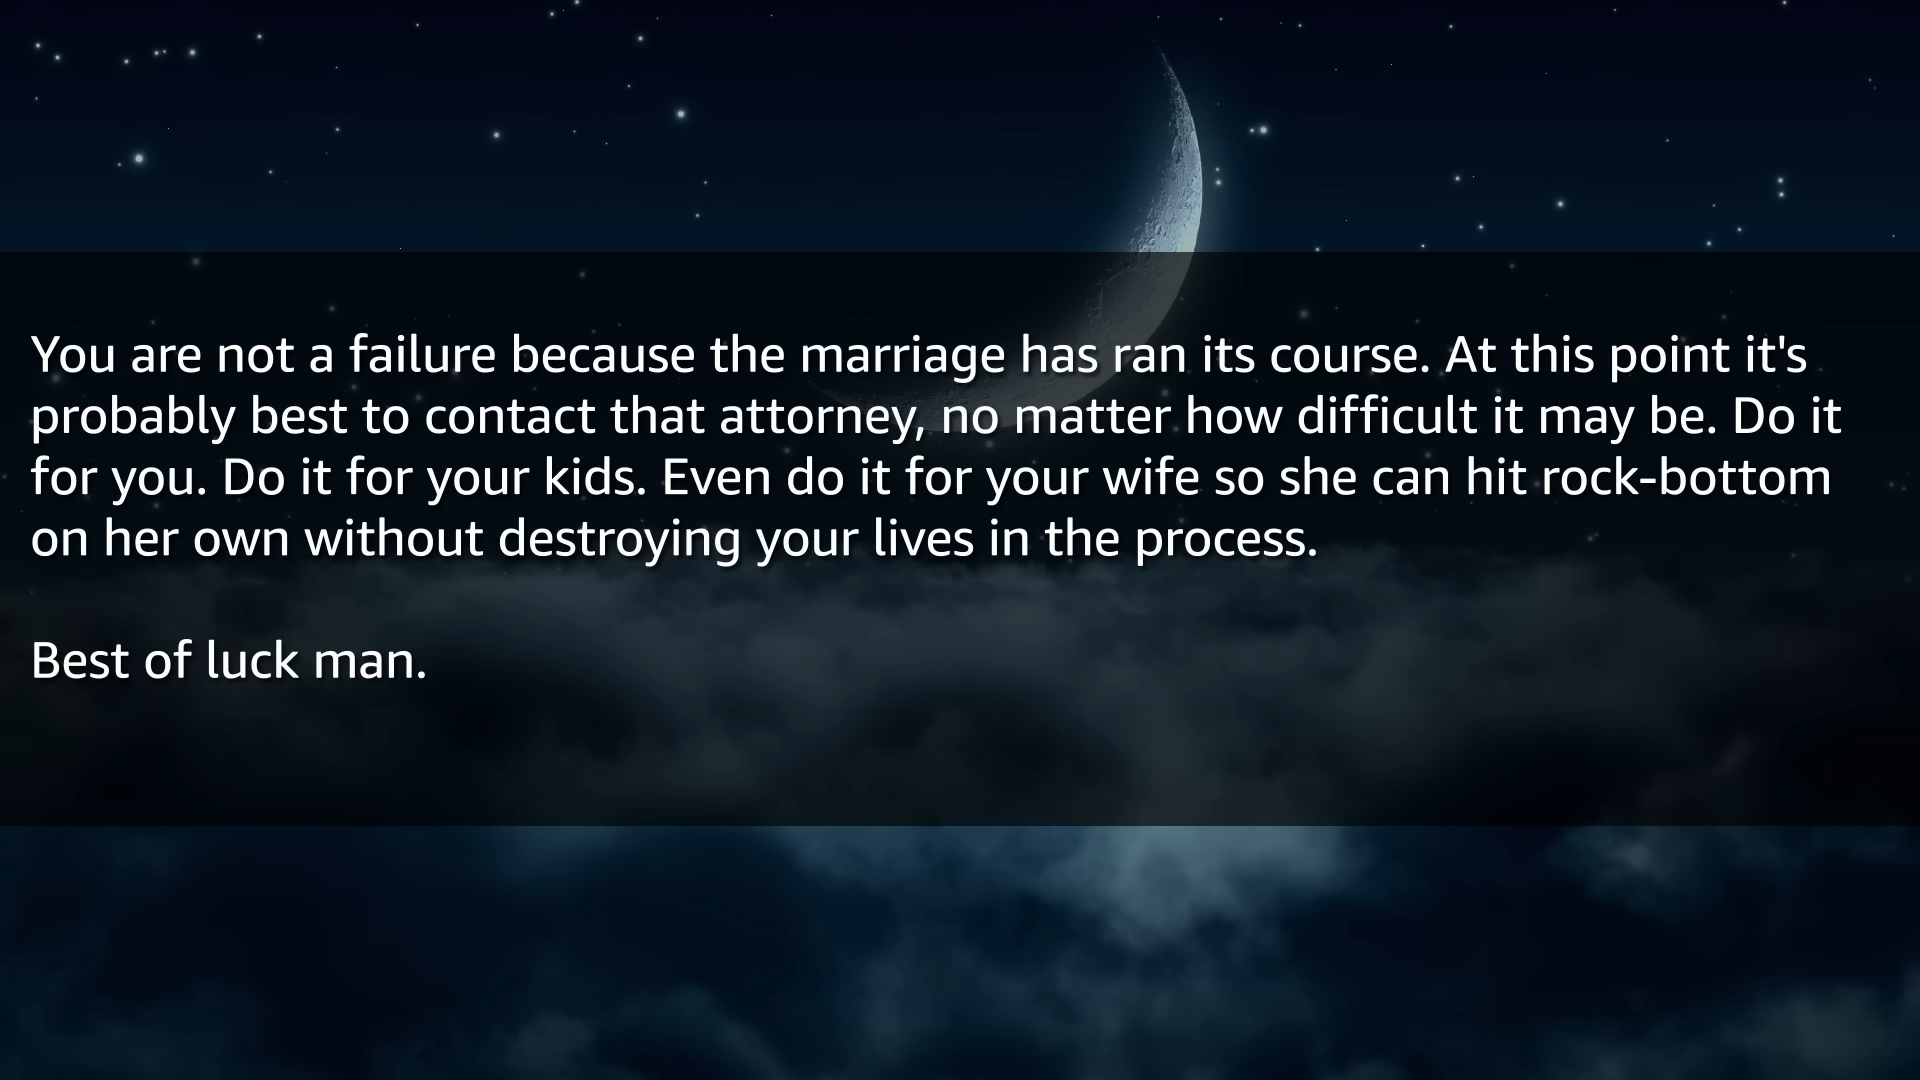 You are not a failure because the marriage has ran its course. At this point it's
probably best to contact that attorney, no matter how difficult it may be. Do it
for you. Do it for your kids. Even do it for your wife so she can hit rock-bottom
on her own without destroying your lives in the process.
Best of luck man.